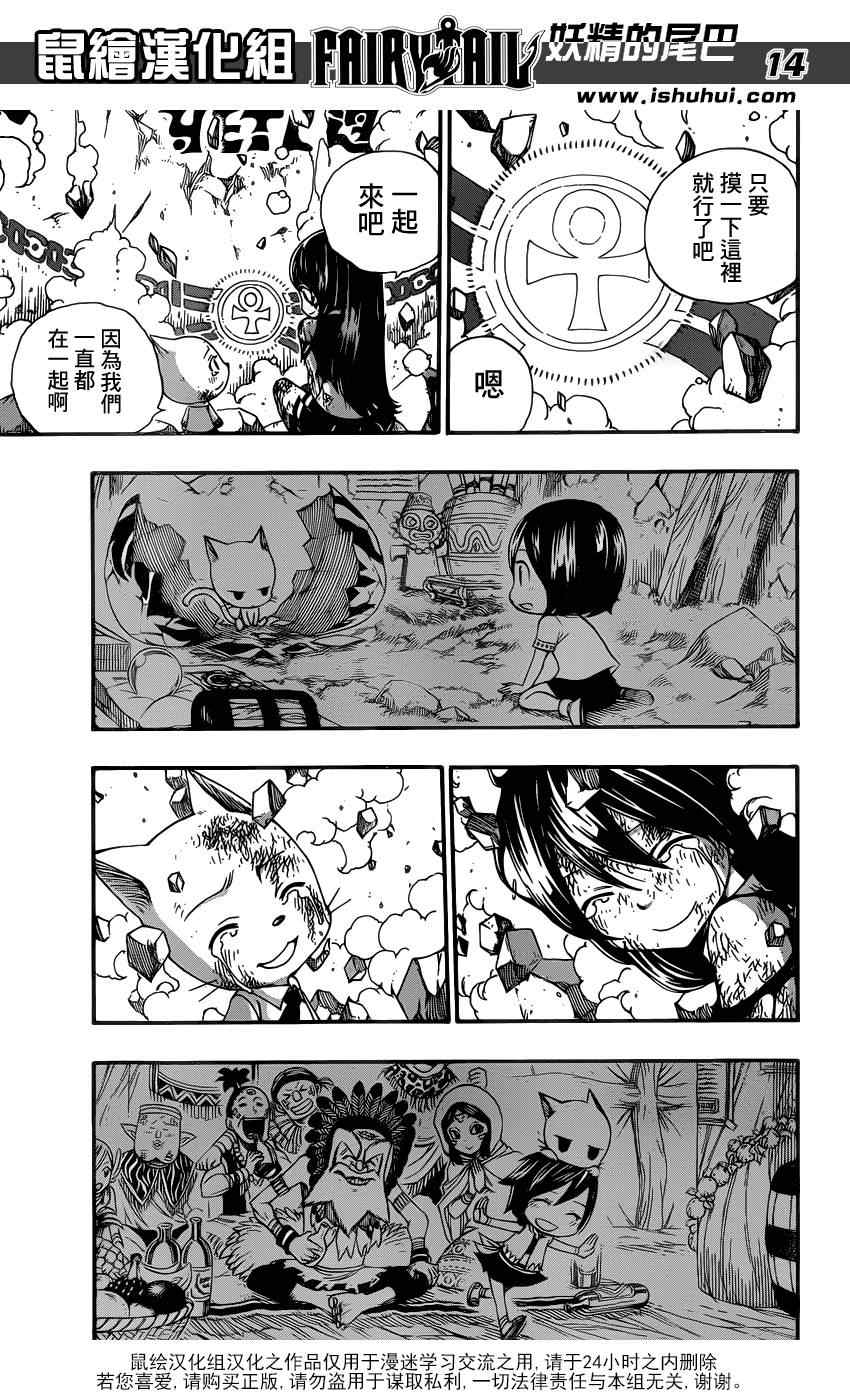 鼠繪漢化組 FAIRY TAIL 妖精的尾巴 14
www.ishuhui.com
只要
摸一下這裡
就行了吧
嗯
一起
來吧
因為我們
一直都
在一起啊
鼠绘汉化组汉化之作品仅用于漫迷学习交流之用,请于24小时之内删除
若您喜爱,请购买正版,请勿盗用于谋取私利,一切法律责任与本组无关,谢谢。